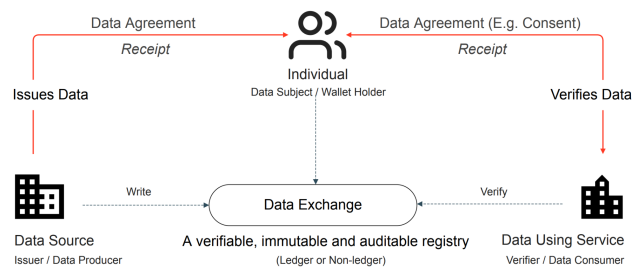 Data Agreement
Data Agreement (E.g. Consent)
Receipt
Receipt
Individual
Data Subject / Wallet Holder
Issues Data
Verifies Data
Write
Data Exchange
Verify
Data Source
Issuer / Data Producer
A verifiable, immutable and auditable registry
(Ledger or Non-ledger)
Data Using Service
Verifier / Data Consumer